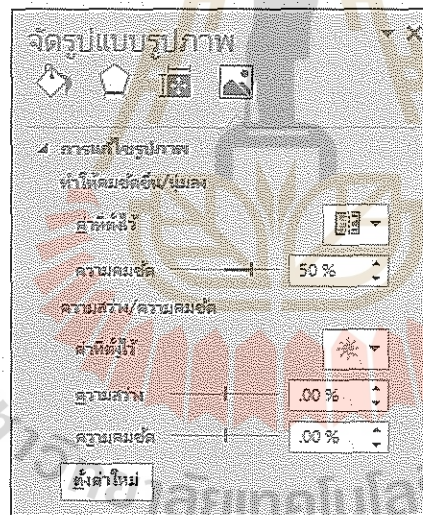 จัดรูปแบบรูปภาพ
การแก้ไขรูปภาพ
ทำให้คมชัดขึ้น/นุ่มลง
ค่าที่ตั้งไว้
ความคมชัด 50 %
ความสว่าง/ความคมชัด
ค่าที่ตั้งไว้
ความสว่าง .00 %
ความคมชัด .00 %
ตั้งค่าใหม่